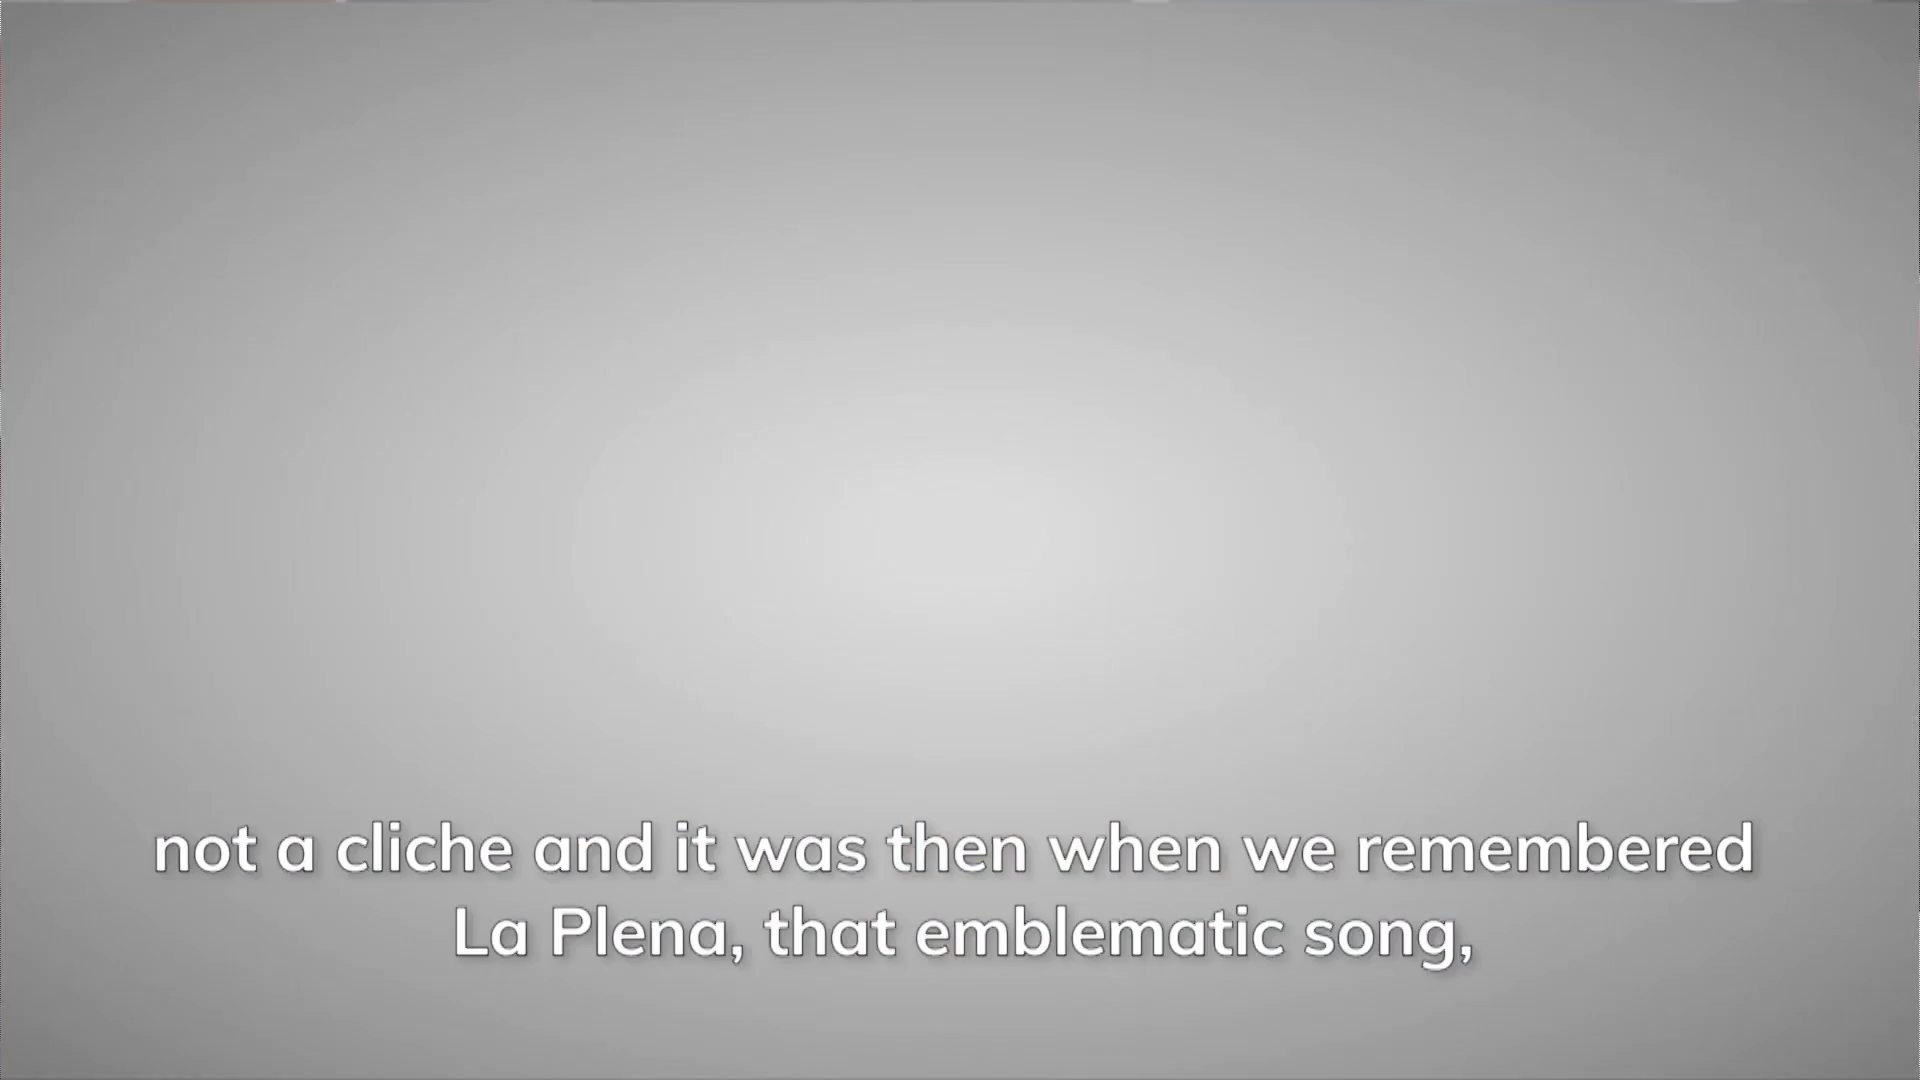 not a cliche and it was then when we remembered
La Plena, that emblematic song,